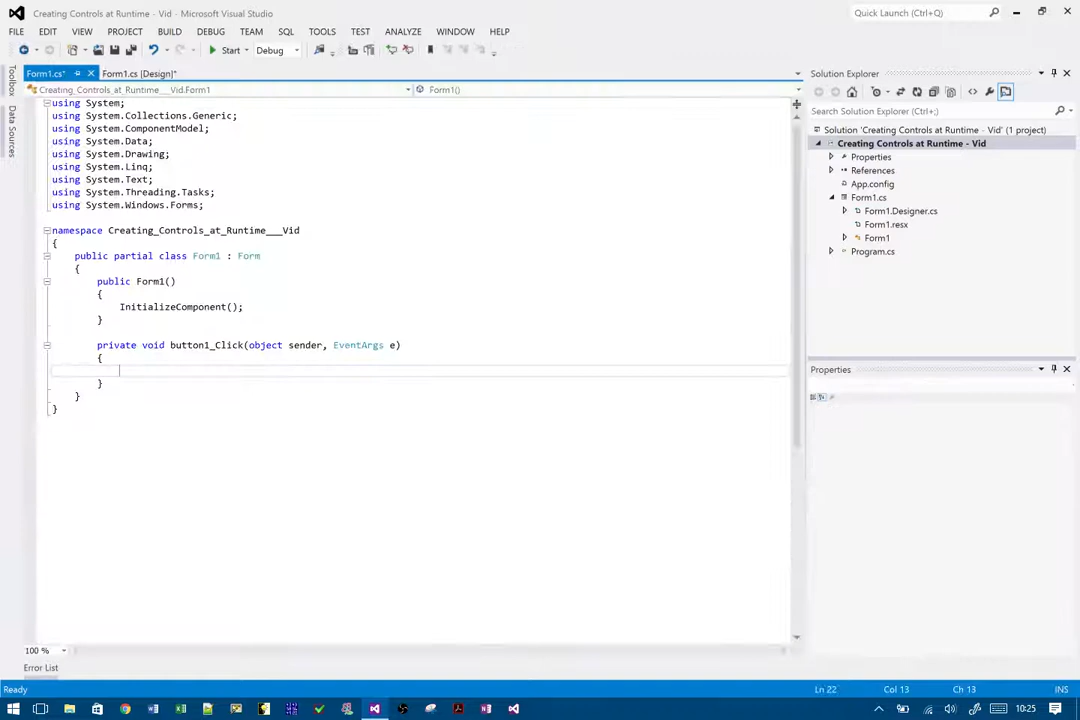 Creating Controls at Runtime - Vid - Microsoft Visual Studio
Quick Launch (Ctrl+Q)
FILE EDIT VIEW PROJECT BUILD DEBUG TEAM SQL TOOLS TEST ANALYZE WINDOW HELP
Start Debug
Form1.cs* Form1.cs [Design]*
Creating_Controls_at_Runtime___Vid.Form1 Form1()
Toolbox
Data Sources
using System;
using System.Collections.Generic;
using System.ComponentModel;
using System.Data;
using System.Drawing;
using System.Linq;
using System.Text;
using System.Threading.Tasks;
using System.Windows.Forms;
namespace Creating_Controls_at_Runtime___Vid
{
public partial class Form1 : Form
{
public Form1()
{
InitializeComponent();
}
private void button1_Click(object sender, EventArgs e)
{
}
}
}
100 %
Error List
Solution Explorer
Search Solution Explorer (Ctrl+;)
Solution 'Creating Controls at Runtime - Vid' (1 project)
Creating Controls at Runtime - Vid
Properties
References
App.config
Form1.cs
Form1.Designer.cs
Form1.resx
Form1
Program.cs
Properties
Ready Ln 22 Col 13 Ch 13 INS
10:25